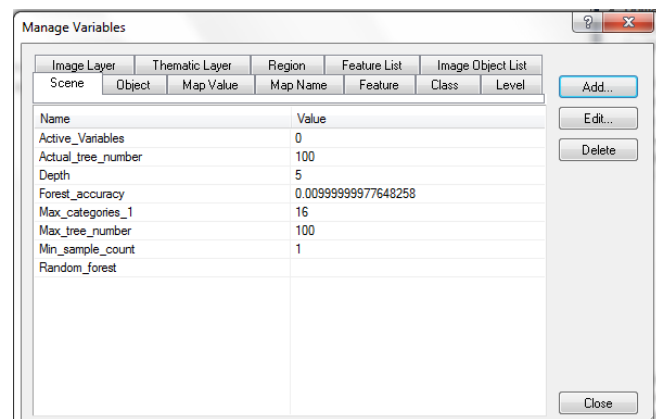 Manage Variables
?
Image Layer Thematic Layer Region Feature List Image Object List
Scene Object Map Value Map Name Feature Class Level
Add...
Edit...
Delete
Name Value
Active_Variables 0
Actual_tree_number 100
Depth 5
Forest_accuracy 0.00999999977648258
Max_categories_1 16
Max_tree_number 100
Min_sample_count 1
Random_forest
Close